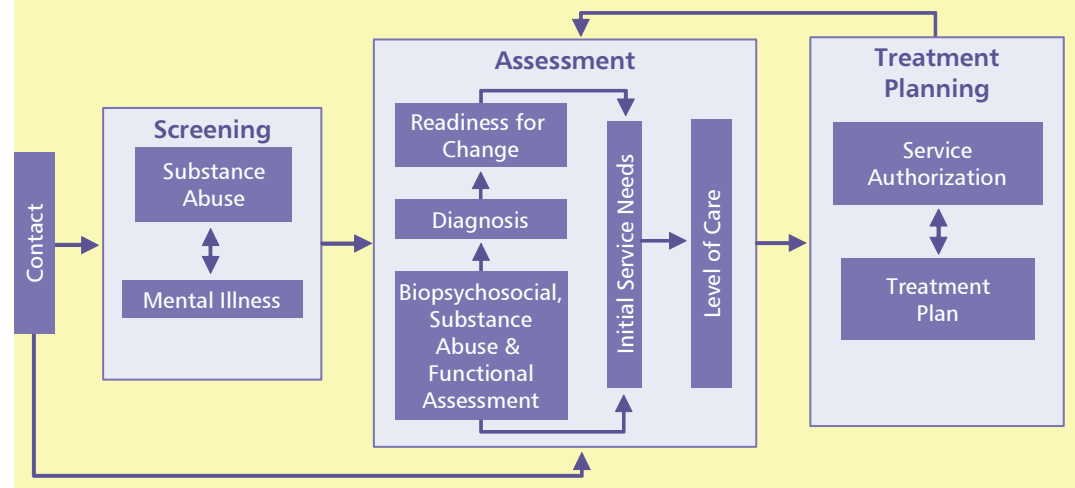 Contact
Screening
Substance
Abuse
Mental Illness
Assessment
Readiness for
Change
Diagnosis
Biopsychosocial,
Substance
Abuse &
Functional
Assessment
Initial Service Needs
Level of Care
Treatment
Planning
Service
Authorization
Treatment
Plan